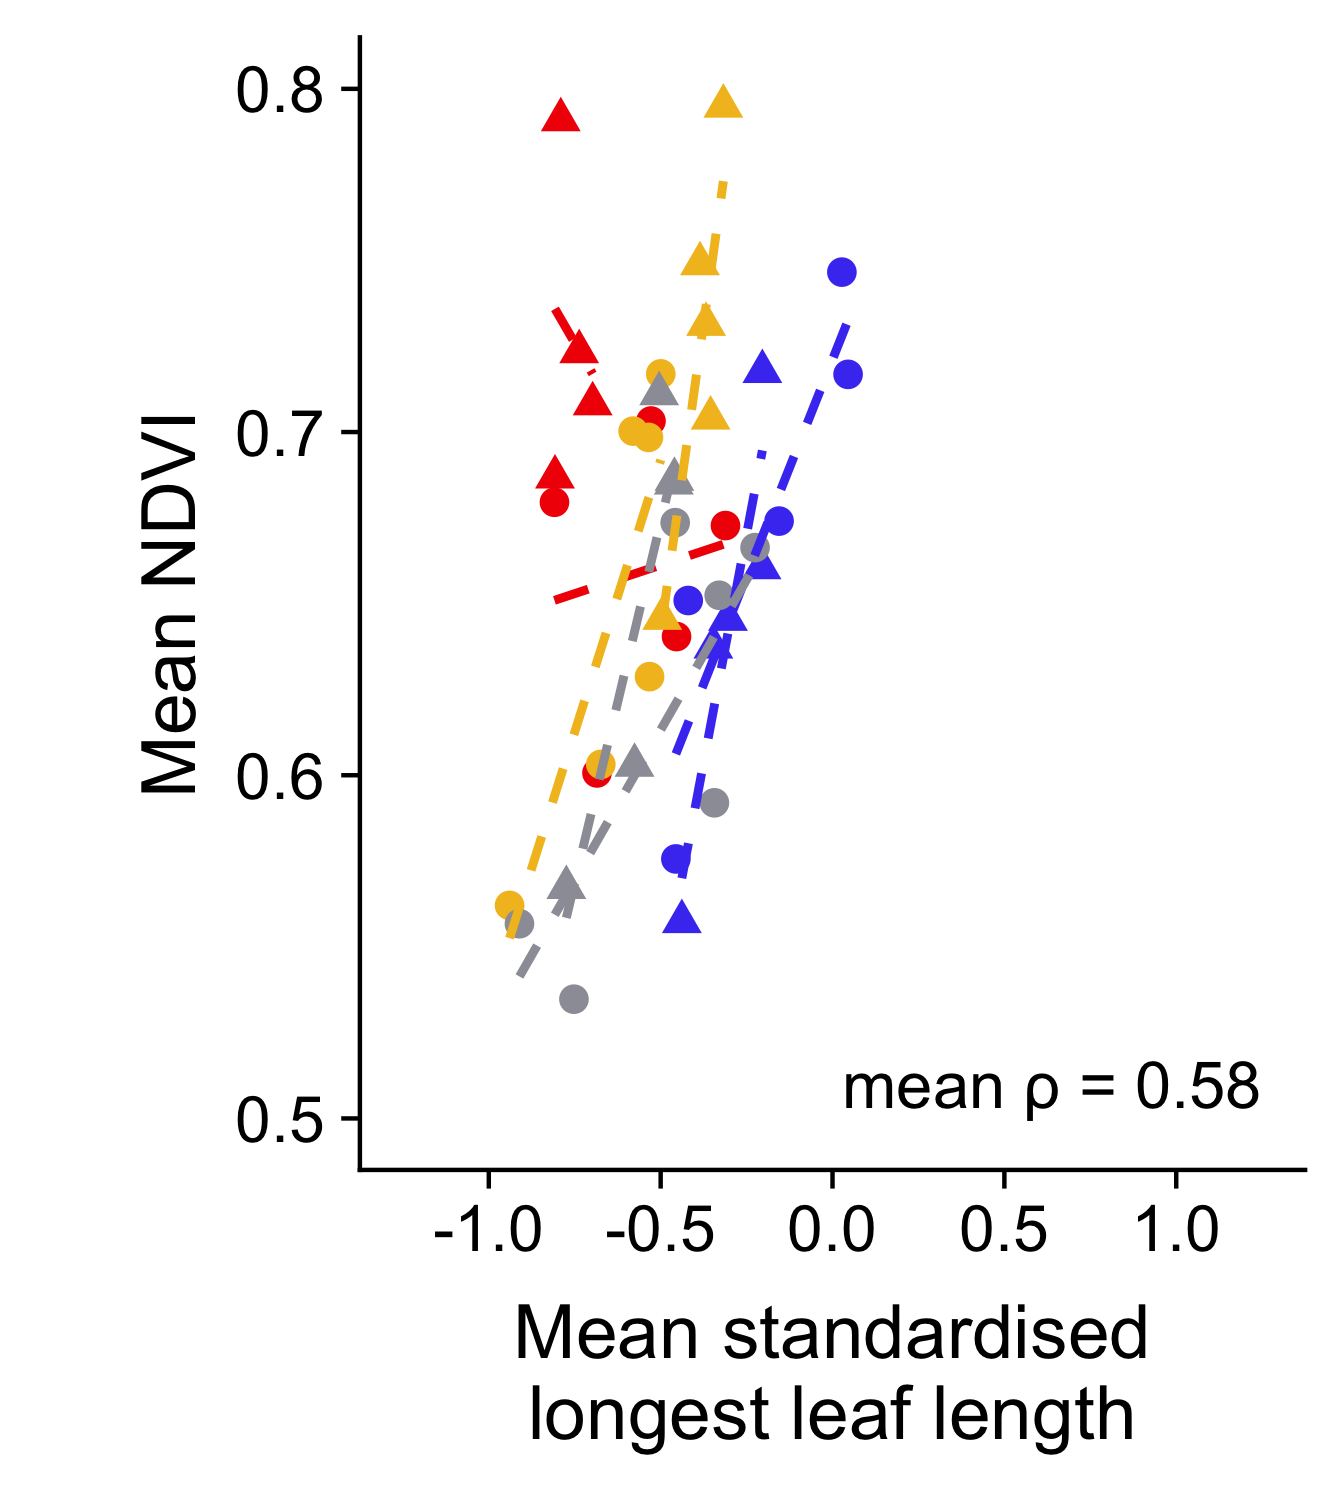 0.8
0.7
0.6
0.5
Mean NDVI
mean ρ = 0.58
-1.0 -0.5 0.0 0.5 1.0
Mean standardised
longest leaf length